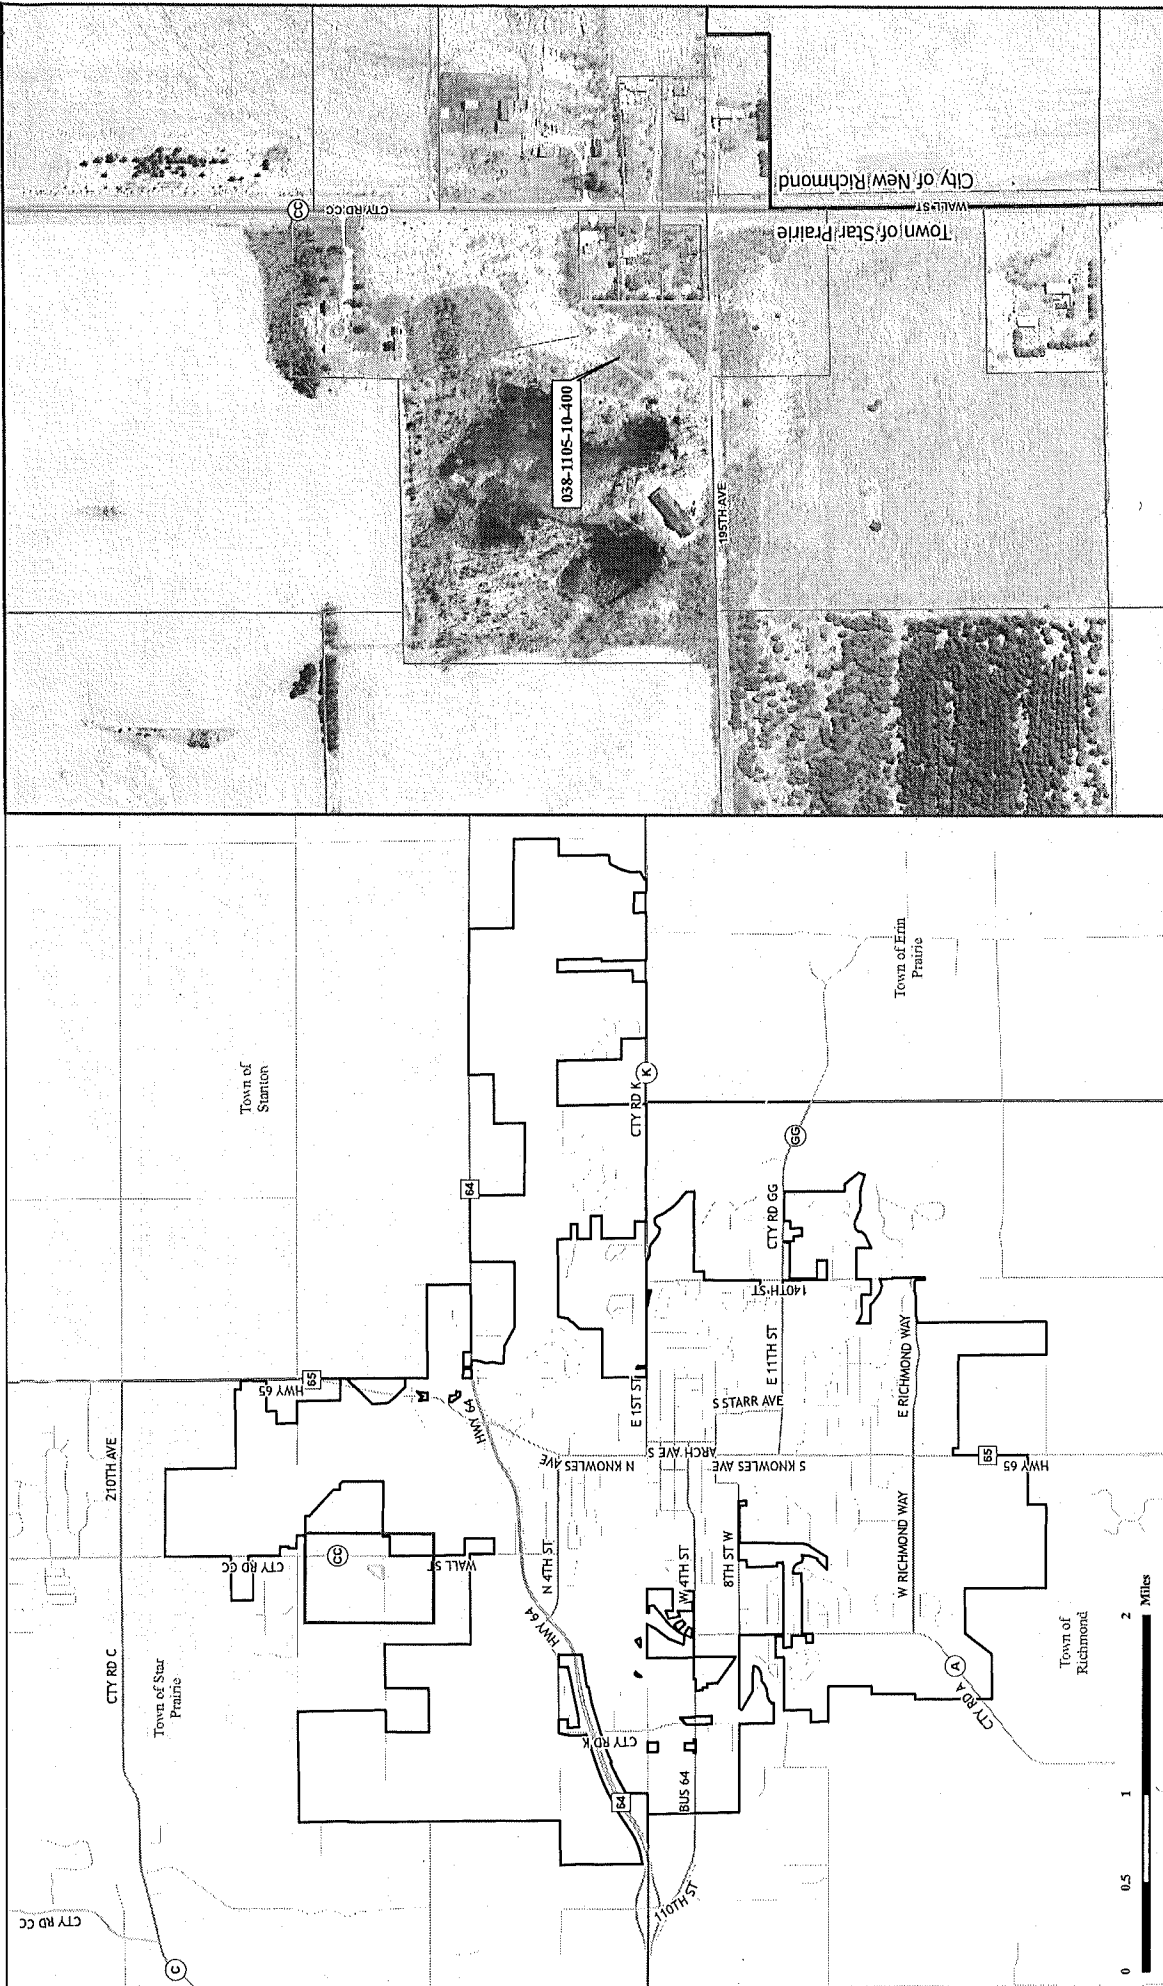 CTY RD CC
C
CTY RD C
210TH AVE
Town of Star
Prairie
Town of
Stanton
HWY 65
65
CTY RD CC
CC
WALL ST
HWY 64
64
N 4TH ST
HWY 64
N KNOWLES AVE
E 1ST ST
CTY RD K
K
CTY RD K
64
110TH ST
BUS 64
W 4TH ST
ARCH AVE S
S STARR AVE
8TH ST W
S KNOWLES AVE
E 11TH ST
140TH ST
CTY RD GG
GG
Town of Erin
Prairie
W RICHMOND WAY
E RICHMOND WAY
A
CTY RD A
65
HWY 65
Town of
Richmond
0 0.5 1 2
Miles
CTY RD CC
038-1105-10-400
195TH AVE
Town of Star Prairie
City of New Richmond
WALL ST